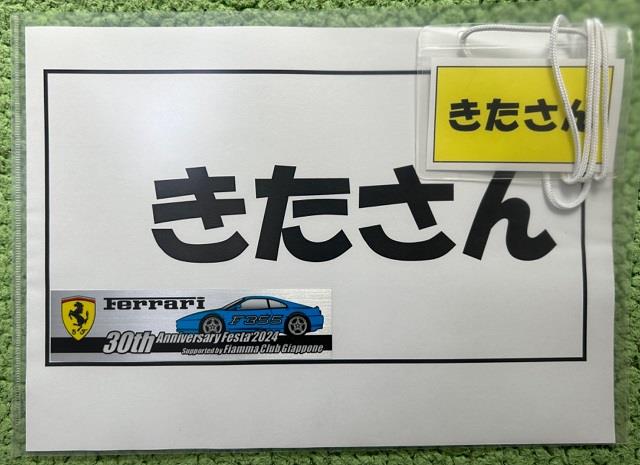 きたさん
きたさん
Ferrari
F355
30th Anniversary Festa'2024
Supported by Fiamma Club Giappone